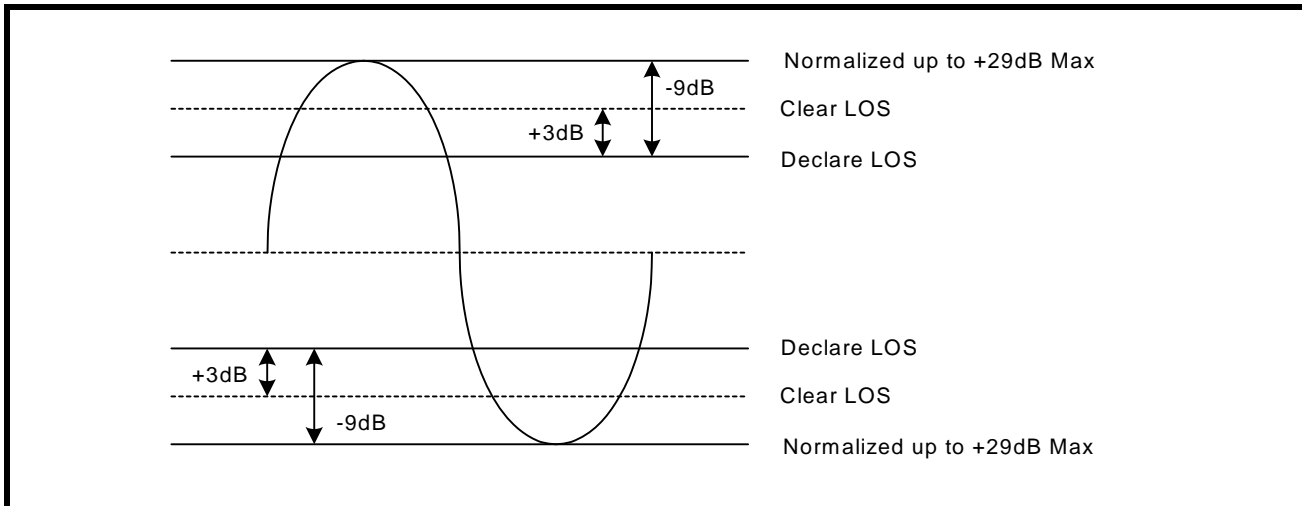 Normalized up to +29dB Max
-9dB
Clear LOS
+3dB
Declare LOS
Declare LOS
+3dB
Clear LOS
-9dB
Normalized up to +29dB Max